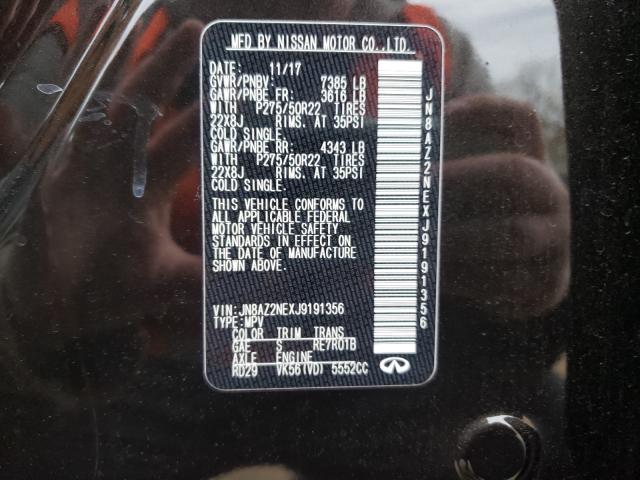 MFD BY NISSAN MOTOR CO., LTD.
DATE: 11/17
GVWR/PNBV: 7385 LB
GAWR/PNBE FR: 3616 LB
WITH P275/50R22 TIRES
22X8J RIMS. AT 35PSI
COLD SINGLE.
GAWR/PNBE RR: 4343 LB
WITH P275/50R22 TIRES
22X8J RIMS. AT 35PSI
COLD SINGLE.
THIS VEHICLE CONFORMS TO
ALL APPLICABLE FEDERAL
MOTOR VEHICLE SAFETY
STANDARDS IN EFFECT ON
THE DATE OF MANUFACTURE
SHOWN ABOVE.
VIN: JN8AZ2NEXJ9191356
TYPE: MPV
COLOR TRIM TRANS
GAE S RE7R0TB
AXLE ENGINE
RD29 VK56(VD) 5552CC
JN8AZ2NEXJ9191356